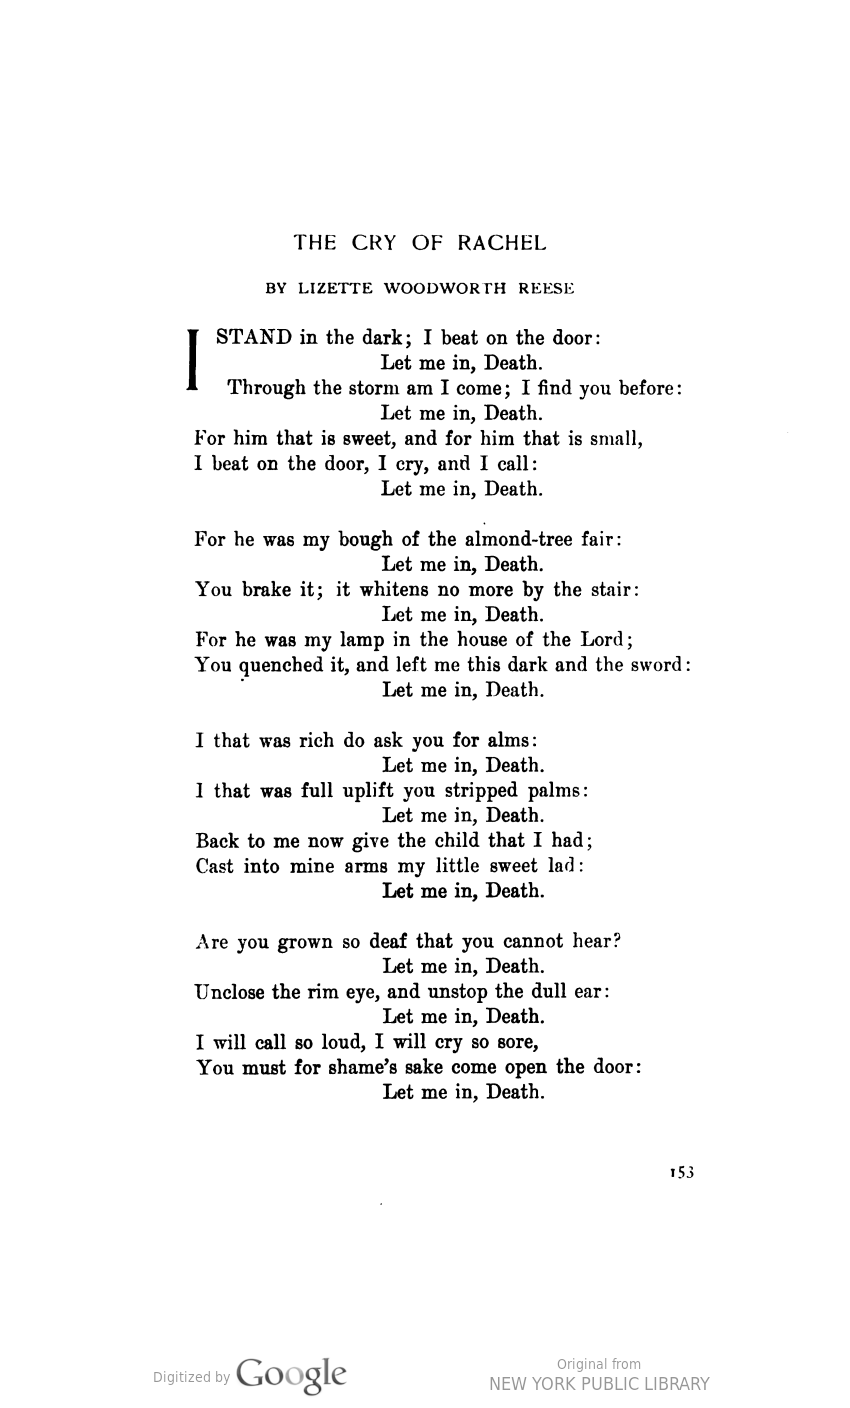 THE CRY OF RACHEL
BY LIZETTE WOODWORTH REESE
I STAND in the dark; I beat on the door:
Let me in, Death.
Through the storm am I come; I find you before:
Let me in, Death.
For him that is sweet, and for him that is small,
I beat on the door, I cry, and I call:
Let me in, Death.
For he was my bough of the almond-tree fair:
Let me in, Death.
You brake it; it whitens no more by the stair:
Let me in, Death.
For he was my lamp in the house of the Lord;
You quenched it, and left me this dark and the sword:
Let me in, Death.
I that was rich do ask you for alms:
Let me in, Death.
I that was full uplift you stripped palms:
Let me in, Death.
Back to me now give the child that I had;
Cast into mine arms my little sweet lad:
Let me in, Death.
Are you grown so deaf that you cannot hear?
Let me in, Death.
Unclose the rim eye, and unstop the dull ear:
Let me in, Death.
I will call so loud, I will cry so sore,
You must for shame's sake come open the door:
Let me in, Death.
153
Digitized by Google
Original from
NEW YORK PUBLIC LIBRARY